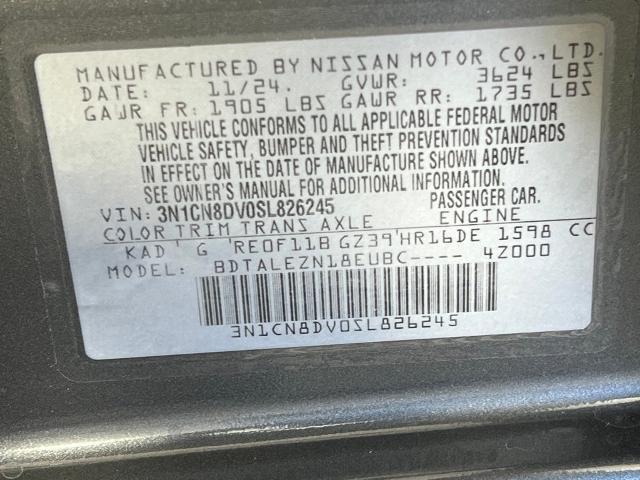 MANUFACTURED BY NISSAN MOTOR CO., LTD.
DATE: 11/24. GVWR: 3624 LBS
GAWR FR: 1905 LBS GAWR RR: 1735 LBS
THIS VEHICLE CONFORMS TO ALL APPLICABLE FEDERAL MOTOR
VEHICLE SAFETY, BUMPER AND THEFT PREVENTION STANDARDS
IN EFFECT ON THE DATE OF MANUFACTURE SHOWN ABOVE.
SEE OWNER'S MANUAL FOR ADDITIONAL INFORMATION.
VIN: 3N1CN8DV0SL826245 PASSENGER CAR.
COLOR TRIM TRANS AXLE ENGINE
KAD G RE0F11B GZ39 HR16DE 1598 CC
MODEL: BDTALEZN18EUBC---- 4Z000
3N1CN8DV0SL826245